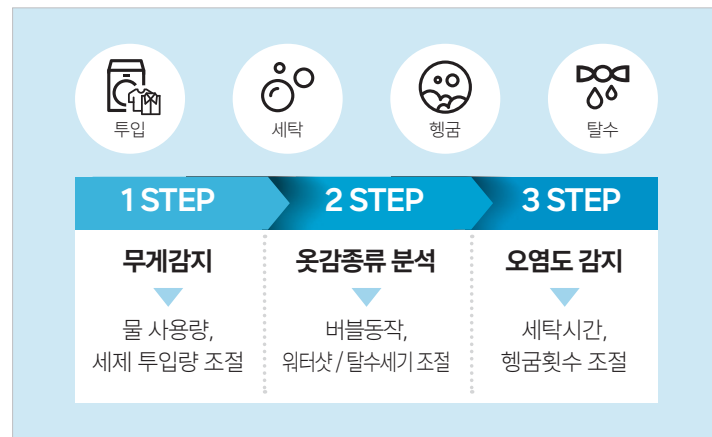 투입
세탁
헹굼
탈수
1 STEP
2 STEP
3 STEP
무게감지
옷감종류 분석
오염도 감지
물 사용량,
세제 투입량 조절
버블동작,
워터샷 / 탈수세기 조절
세탁시간,
헹굼횟수 조절